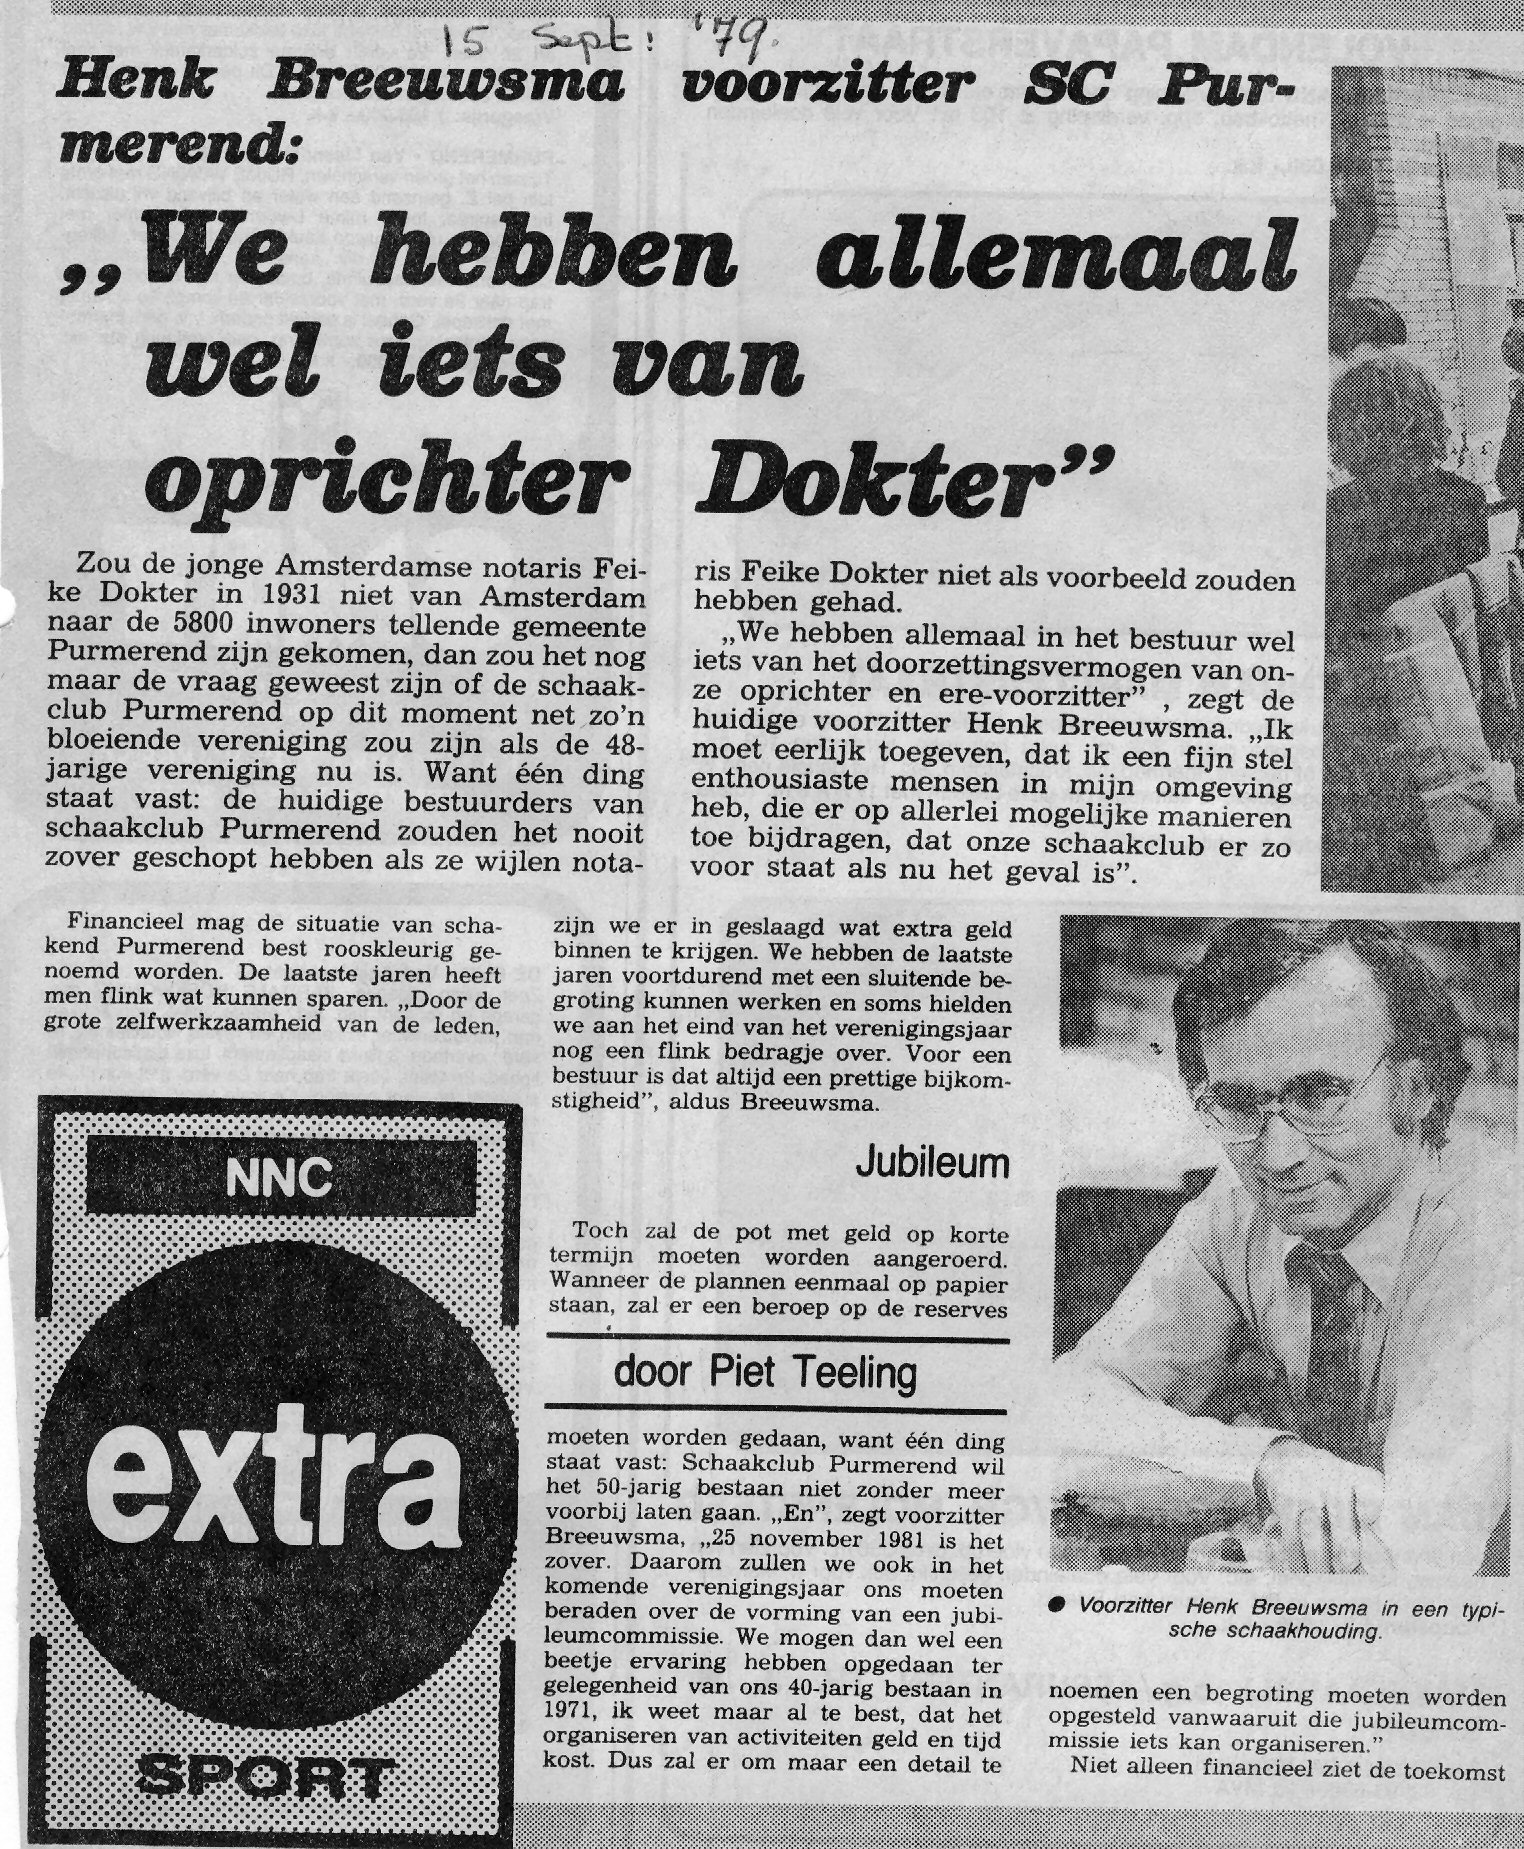 15 Sept. '79.
Henk Breeuwsma voorzitter SC Pur-
merend:
„We hebben allemaal
wel iets van
oprichter Dokter”
Zou de jonge Amsterdamse notaris Fei-
ke Dokter in 1931 niet van Amsterdam
naar de 5800 inwoners tellende gemeente
Purmerend zijn gekomen, dan zou het nog
maar de vraag geweest zijn of de schaak-
club Purmerend op dit moment net zo'n
bloeiende vereniging zou zijn als de 48-
jarige vereniging nu is. Want één ding
staat vast: de huidige bestuurders van
schaakclub Purmerend zouden het nooit
zover geschopt hebben als ze wijlen nota-
ris Feike Dokter niet als voorbeeld zouden
hebben gehad.
„We hebben allemaal in het bestuur wel
iets van het doorzettingsvermogen van on-
ze oprichter en ere-voorzitter” , zegt de
huidige voorzitter Henk Breeuwsma. „Ik
moet eerlijk toegeven, dat ik een fijn stel
enthousiaste mensen in mijn omgeving
heb, die er op allerlei mogelijke manieren
toe bijdragen, dat onze schaakclub er zo
voor staat als nu het geval is”.
Financieel mag de situatie van scha-
kend Purmerend best rooskleurig ge-
noemd worden. De laatste jaren heeft
men flink wat kunnen sparen. „Door de
grote zelfwerkzaamheid van de leden,
NNC
extra
SPORT
zijn we er in geslaagd wat extra geld
binnen te krijgen. We hebben de laatste
jaren voortdurend met een sluitende be-
groting kunnen werken en soms hielden
we aan het eind van het verenigingsjaar
nog een flink bedragje over. Voor een
bestuur is dat altijd een prettige bijkom-
stigheid”, aldus Breeuwsma.
Jubileum
Toch zal de pot met geld op korte
termijn moeten worden aangeroerd.
Wanneer de plannen eenmaal op papier
staan, zal er een beroep op de reserves
door Piet Teeling
moeten worden gedaan, want één ding
staat vast: Schaakclub Purmerend wil
het 50-jarig bestaan niet zonder meer
voorbij laten gaan. „En”, zegt voorzitter
Breeuwsma, „25 november 1981 is het
zover. Daarom zullen we ook in het
komende verenigingsjaar ons moeten
beraden over de vorming van een jubi-
leumcommissie. We mogen dan wel een
beetje ervaring hebben opgedaan ter
gelegenheid van ons 40-jarig bestaan in
1971, ik weet maar al te best, dat het
organiseren van activiteiten geld en tijd
kost. Dus zal er om maar een detail te
● Voorzitter Henk Breeuwsma in een typi-
sche schaakhouding.
noemen een begroting moeten worden
opgesteld vanwaaruit die jubileumcom-
missie iets kan organiseren.”
Niet alleen financieel ziet de toekomst